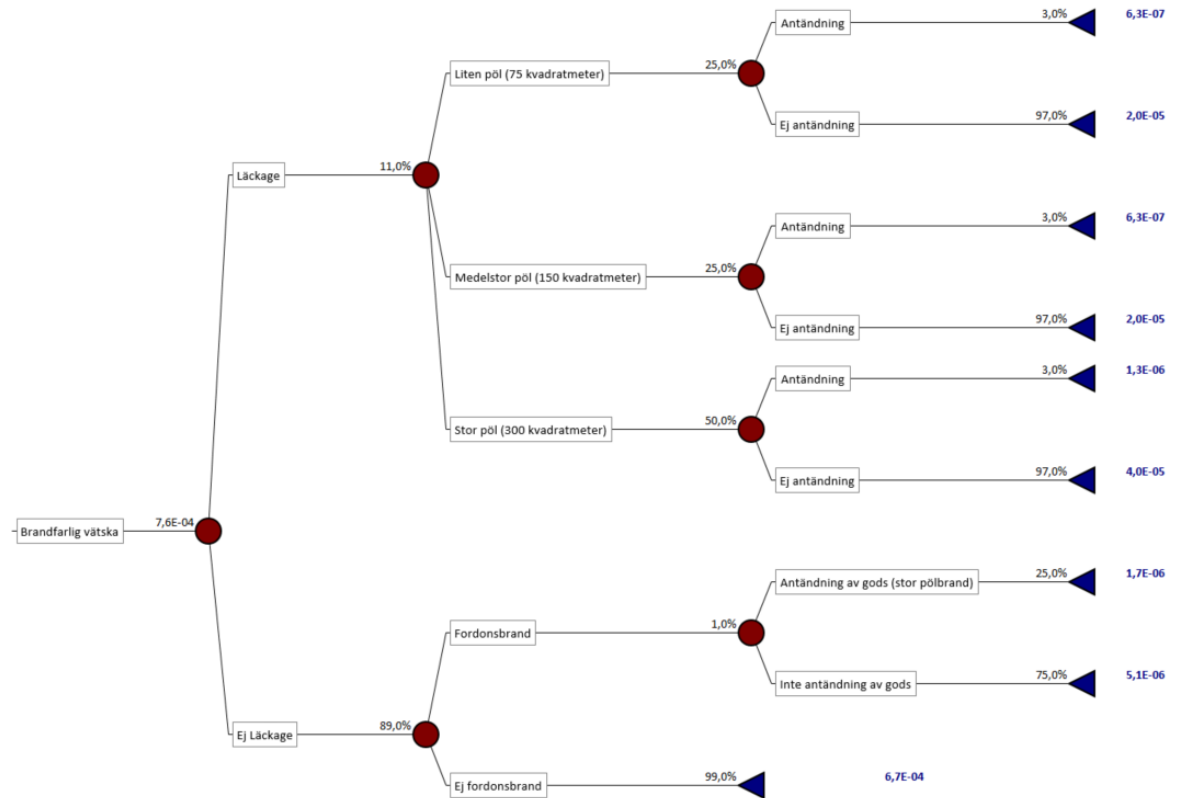 Antändning
3,0%
6,3E-07
Liten pöl (75 kvadratmeter)
25,0%
Ej antändning
97,0%
2,0E-05
Läckage
11,0%
Antändning
3,0%
6,3E-07
Medelstor pöl (150 kvadratmeter)
25,0%
Ej antändning
97,0%
2,0E-05
Antändning
3,0%
1,3E-06
Stor pöl (300 kvadratmeter)
50,0%
Ej antändning
97,0%
4,0E-05
Brandfarlig vätska
7,6E-04
Antändning av gods (stor pölbrand)
25,0%
1,7E-06
Fordonsbrand
1,0%
Inte antändning av gods
75,0%
5,1E-06
Ej Läckage
89,0%
Ej fordonsbrand
99,0%
6,7E-04